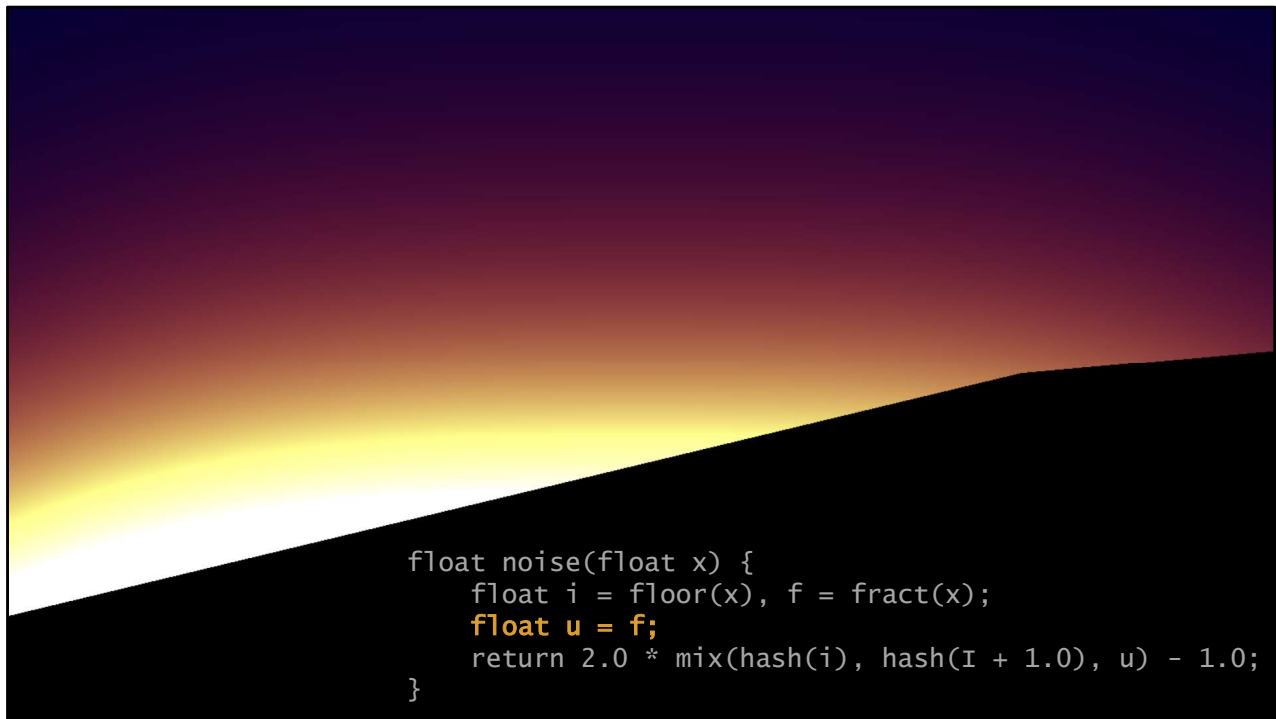 float noise(float x) {
    float i = floor(x), f = fract(x);
    float u = f;
    return 2.0 * mix(hash(i), hash(I + 1.0), u) - 1.0;
}